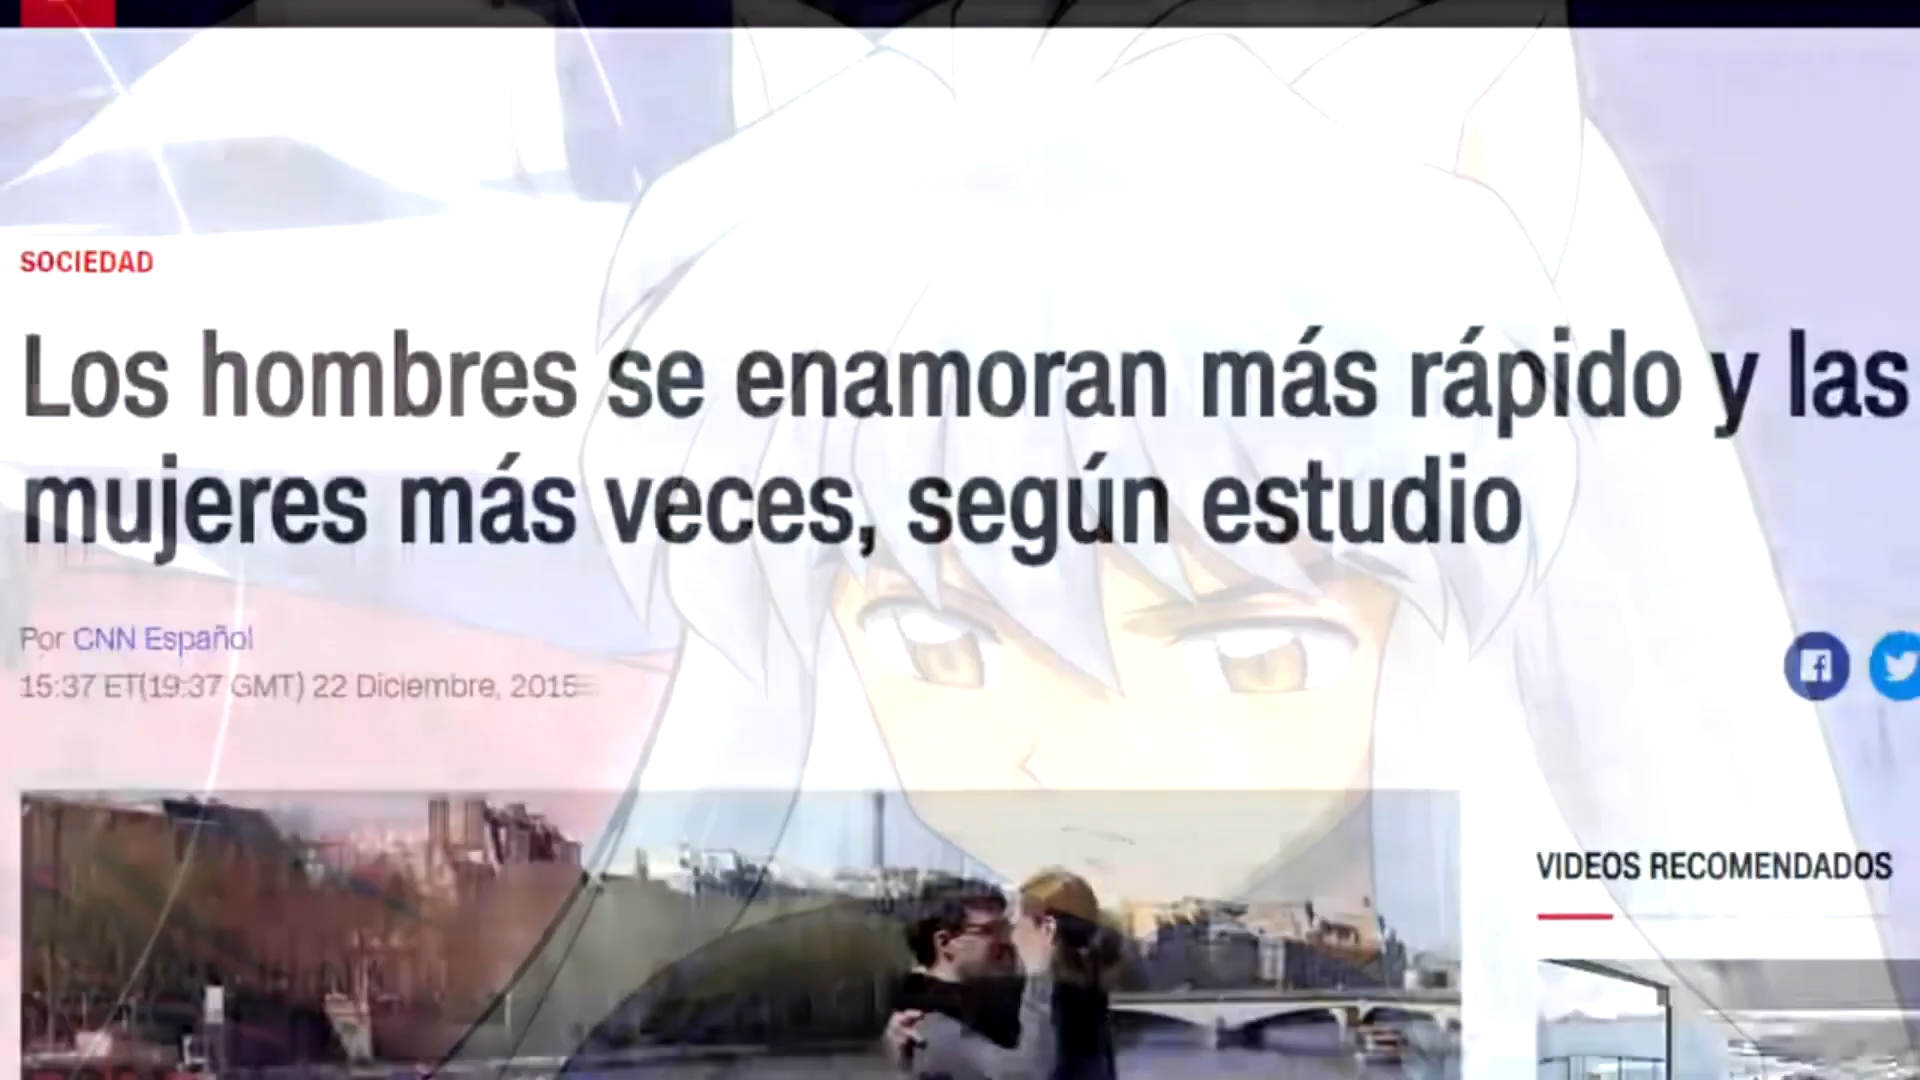 SOCIEDAD
Los hombres se enamoran más rápido y las
mujeres más veces, según estudio
Por CNN Español
15:37 ET(19:37 GMT) 22 Diciembre, 2015
VIDEOS RECOMENDADOS